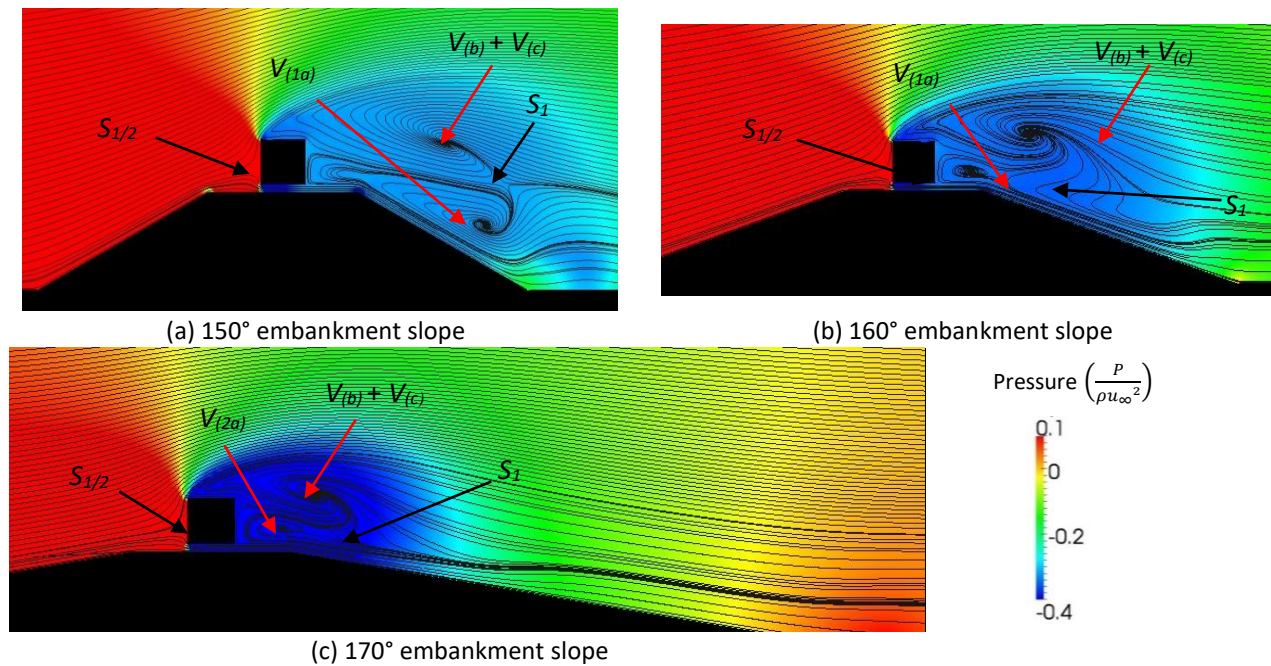 V(b) + V(c)
V(1a)
S1
S1/2
(a) 150° embankment slope
V(b) + V(c)
V(1a)
S1/2
S1
(b) 160° embankment slope
V(b) + V(c)
V(2a)
S1/2
S1
(c) 170° embankment slope
Pressure (P/ρu∞²)
0.1
0
-0.2
-0.4